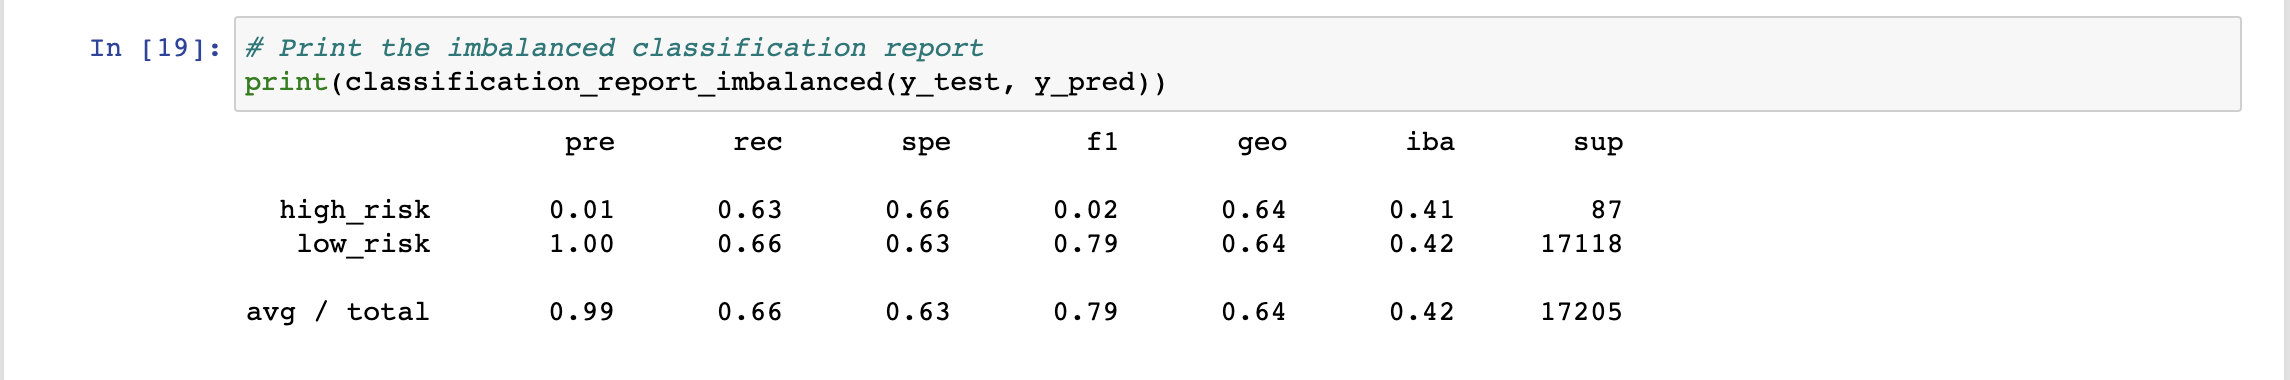 In [19]: # Print the imbalanced classification report
print(classification_report_imbalanced(y_test, y_pred))
pre rec spe f1 geo iba sup
high_risk 0.01 0.63 0.66 0.02 0.64 0.41 87
low_risk 1.00 0.66 0.63 0.79 0.64 0.42 17118
avg / total 0.99 0.66 0.63 0.79 0.64 0.42 17205